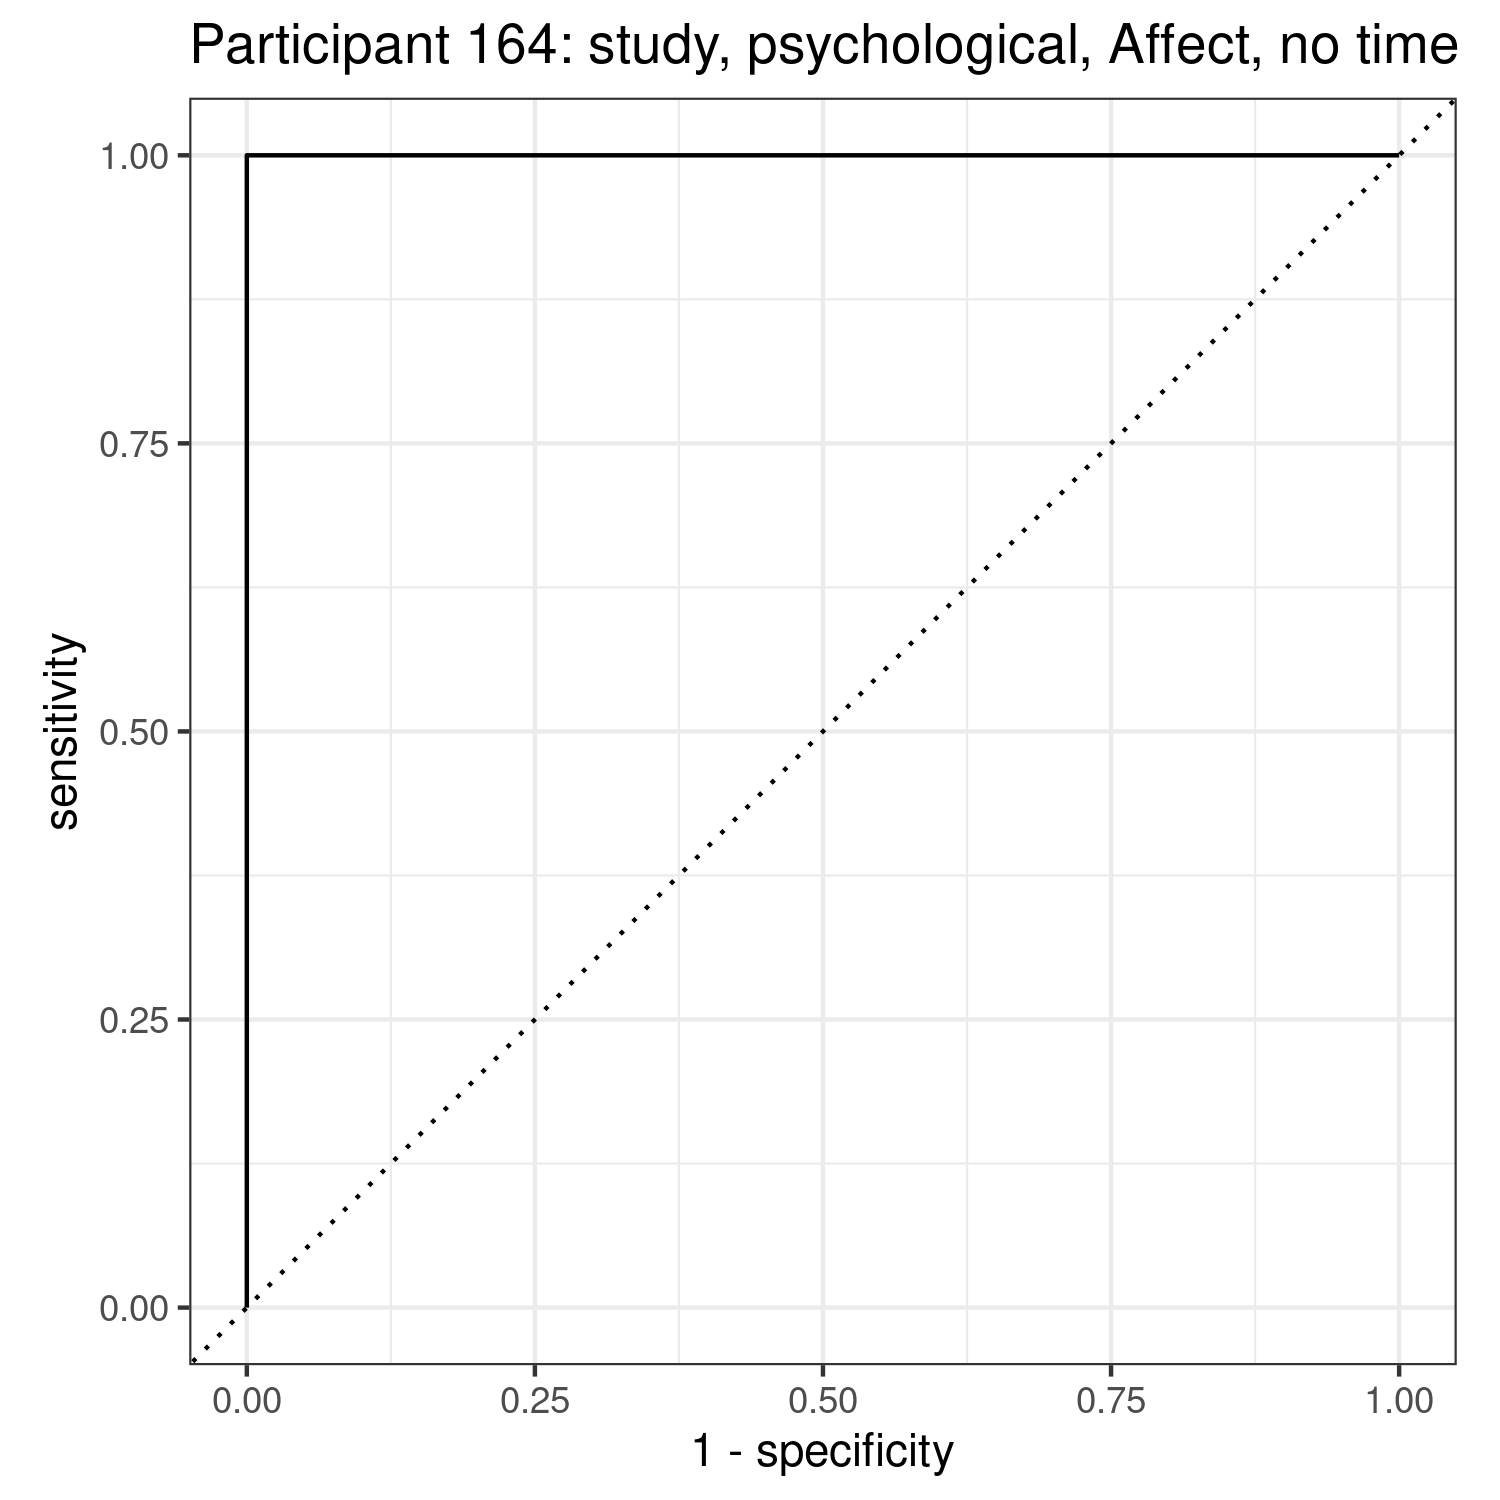 Participant 164: study, psychological, Affect, no time
1.00
0.75
0.50
0.25
0.00
sensitivity
0.00 0.25 0.50 0.75 1.00
1 - specificity